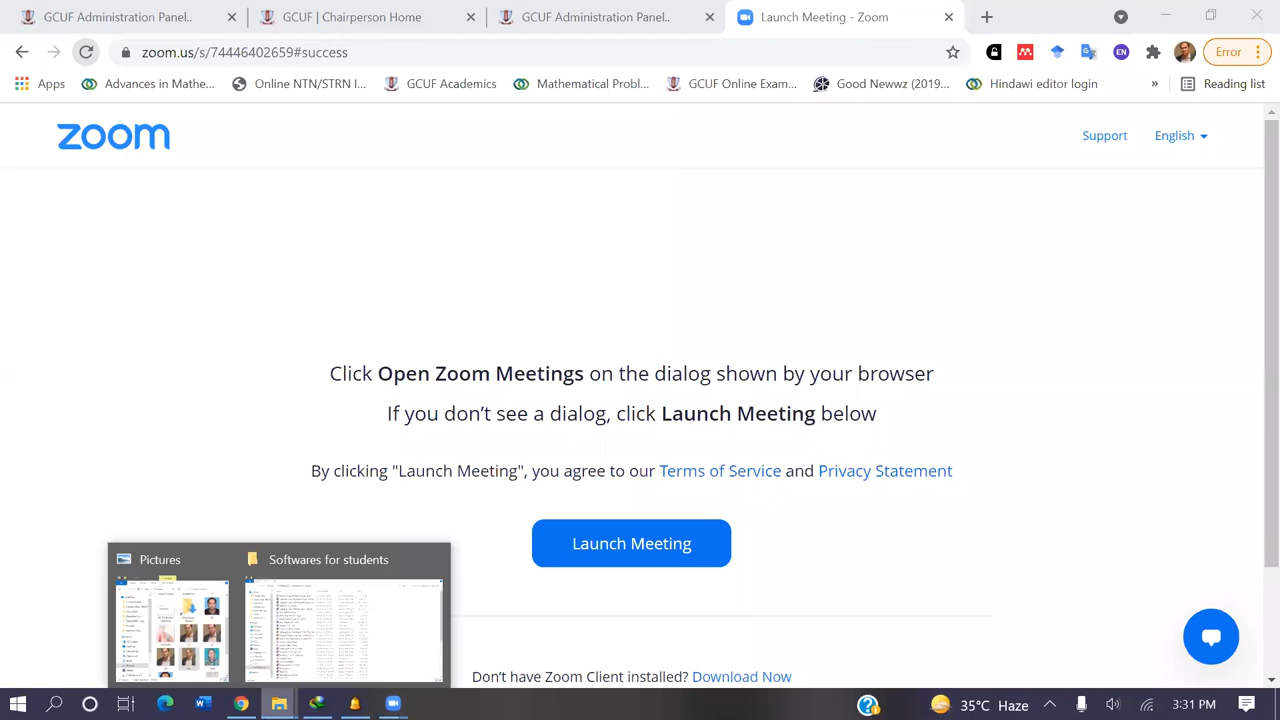 GCUF Administration Panel..
GCUF | Chairperson Home
GCUF Administration Panel..
Launch Meeting - Zoom
zoom.us/s/74446402659#success
EN
Error
Apps
Advances in Mathe...
Online NTN/STRN I...
GCUF Academics
Mathematical Probl...
GCUF Online Exam...
Good Newwz (2019...
Hindawi editor login
»
Reading list
zoom
Support
English
Click Open Zoom Meetings on the dialog shown by your browser
If you don't see a dialog, click Launch Meeting below
By clicking "Launch Meeting", you agree to our Terms of Service and Privacy Statement
Launch Meeting
Pictures
Softwares for students
Don't have Zoom Client installed? Download Now
35°C Haze
3:31 PM